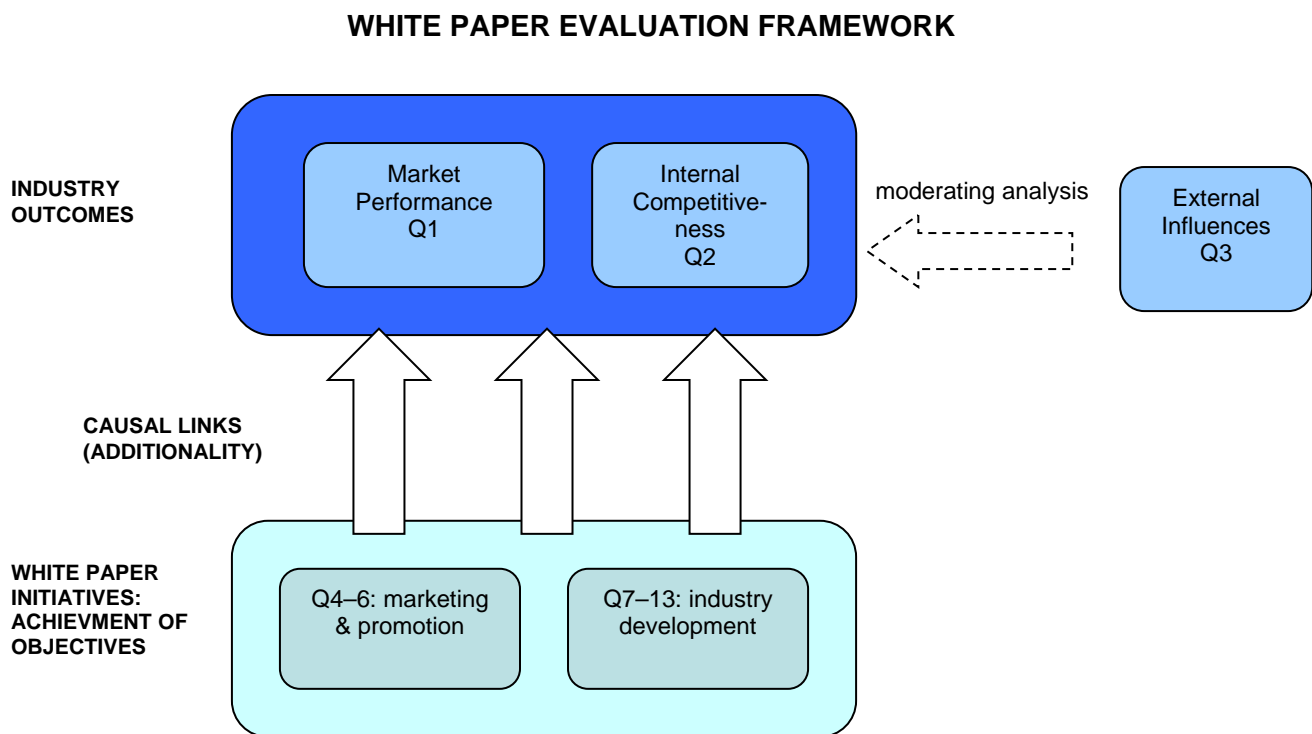 WHITE PAPER EVALUATION FRAMEWORK
INDUSTRY
OUTCOMES
Market
Performance
Q1
Internal
Competitive-
ness
Q2
moderating analysis
External
Influences
Q3
CAUSAL LINKS
(ADDITIONALITY)
WHITE PAPER
INITIATIVES:
ACHIEVMENT OF
OBJECTIVES
Q4–6: marketing
& promotion
Q7–13: industry
development